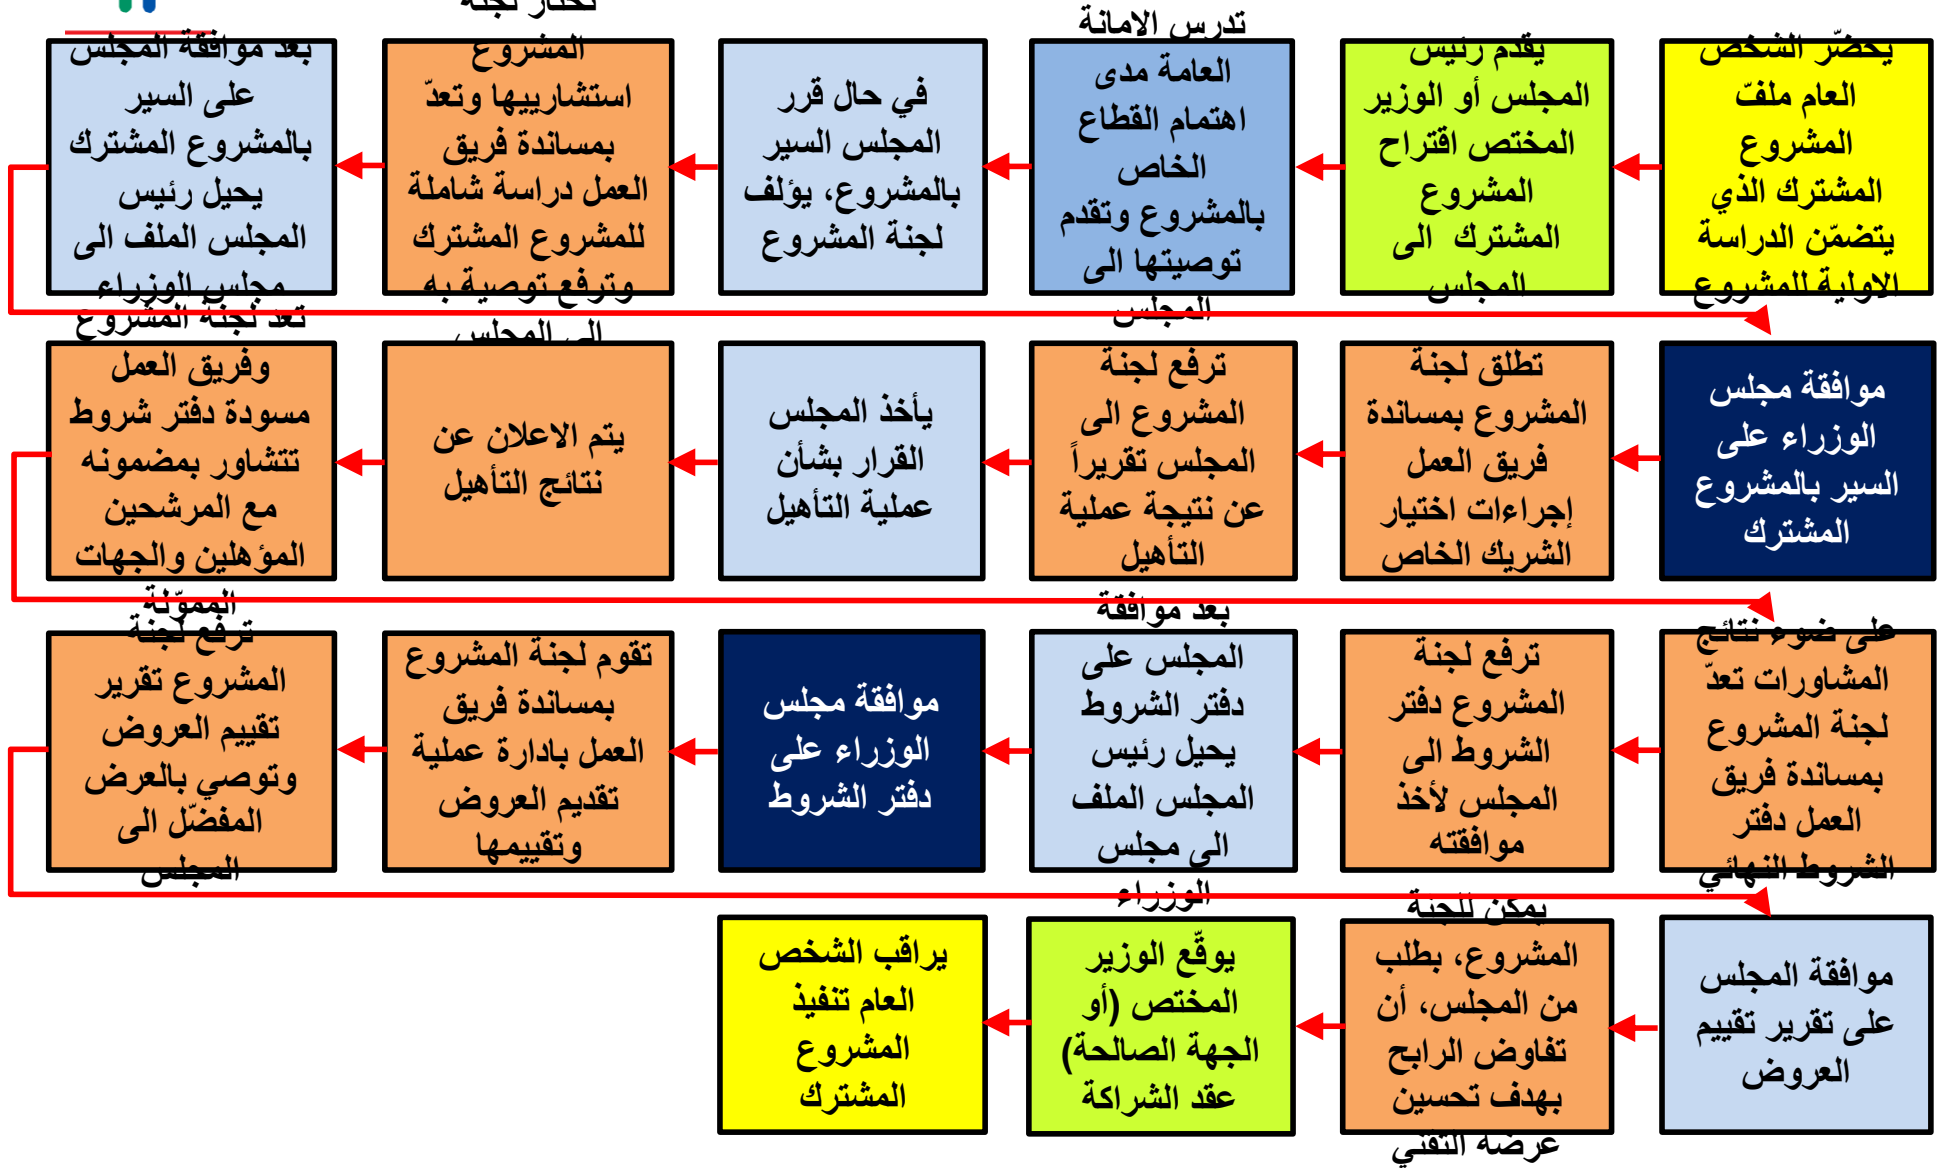 يحضّر الشخص
العام ملفّ
المشروع
المشترك الذي
يتضمّن الدراسة
الاولية للمشروع
يقدم رئيس
المجلس أو الوزير
المختص اقتراح
المشروع
المشترك الى
المجلس
تدرس الامانة
العامة مدى
اهتمام القطاع
الخاص
بالمشروع وتقدم
توصيتها الى
المجلس
في حال قرر
المجلس السير
بالمشروع، يؤلف
لجنة المشروع
تختار لجنة
المشروع
استشارييها وتعدّ
بمساندة فريق
العمل دراسة شاملة
للمشروع المشترك
وترفع توصية به
الى المجلس
بعد موافقة المجلس
على السير
بالمشروع المشترك
يحيل رئيس
المجلس الملف الى
مجلس الوزراء
موافقة مجلس
الوزراء على
السير بالمشروع
المشترك
تطلق لجنة
المشروع بمساندة
فريق العمل
إجراءات اختيار
الشريك الخاص
ترفع لجنة
المشروع الى
المجلس تقريراً
عن نتيجة عملية
التأهيل
يأخذ المجلس
القرار بشأن
عملية التأهيل
يتم الاعلان عن
نتائج التأهيل
تعد لجنة المشروع
وفريق العمل
مسودة دفتر شروط
تتشاور بمضمونه
مع المرشحين
المؤهلين والجهات
المموّلة
على ضوء نتائج
المشاورات تعدّ
لجنة المشروع
بمساندة فريق
العمل دفتر
الشروط النهائي
ترفع لجنة
المشروع دفتر
الشروط الى
المجلس لأخذ
موافقته
بعد موافقة
المجلس على
دفتر الشروط
يحيل رئيس
المجلس الملف
الى مجلس
الوزراء
موافقة مجلس
الوزراء على
دفتر الشروط
تقوم لجنة المشروع
بمساندة فريق
العمل بادارة عملية
تقديم العروض
وتقييمها
ترفع لجنة
المشروع تقرير
تقييم العروض
وتوصي بالعرض
المفضّل الى
المجلس
موافقة المجلس
على تقرير تقييم
العروض
يمكن للجنة
المشروع، بطلب
من المجلس، أن
تفاوض الرابح
بهدف تحسين
عرضه التقني
يوقّع الوزير
المختص (أو
الجهة الصالحة)
عقد الشراكة
يراقب الشخص
العام تنفيذ
المشروع
المشترك